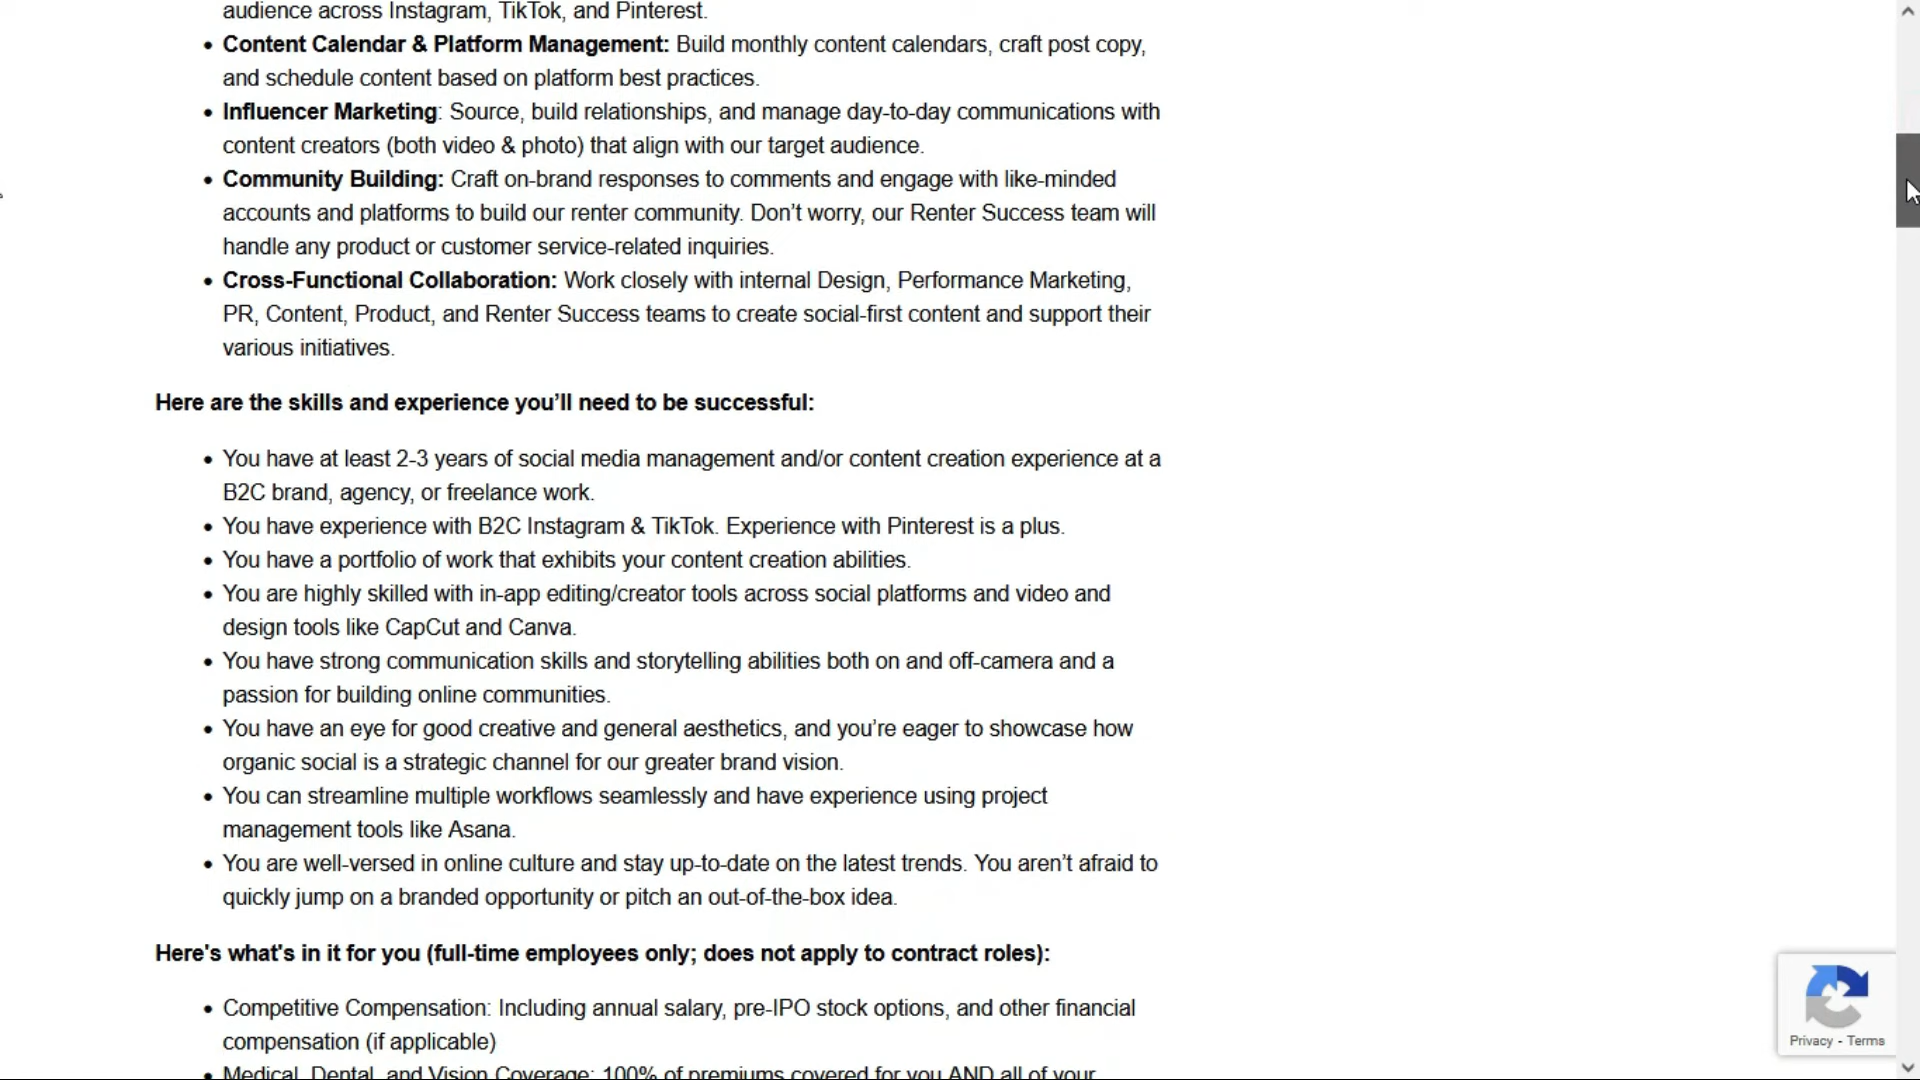 audience across Instagram, TikTok, and Pinterest.
• Content Calendar & Platform Management: Build monthly content calendars, craft post copy,
and schedule content based on platform best practices.
• Influencer Marketing: Source, build relationships, and manage day-to-day communications with
content creators (both video & photo) that align with our target audience.
• Community Building: Craft on-brand responses to comments and engage with like-minded
accounts and platforms to build our renter community. Don’t worry, our Renter Success team will
handle any product or customer service-related inquiries.
• Cross-Functional Collaboration: Work closely with internal Design, Performance Marketing,
PR, Content, Product, and Renter Success teams to create social-first content and support their
various initiatives.
Here are the skills and experience you’ll need to be successful:
• You have at least 2-3 years of social media management and/or content creation experience at a
B2C brand, agency, or freelance work.
• You have experience with B2C Instagram & TikTok. Experience with Pinterest is a plus.
• You have a portfolio of work that exhibits your content creation abilities.
• You are highly skilled with in-app editing/creator tools across social platforms and video and
design tools like CapCut and Canva.
• You have strong communication skills and storytelling abilities both on and off-camera and a
passion for building online communities.
• You have an eye for good creative and general aesthetics, and you’re eager to showcase how
organic social is a strategic channel for our greater brand vision.
• You can streamline multiple workflows seamlessly and have experience using project
management tools like Asana.
• You are well-versed in online culture and stay up-to-date on the latest trends. You aren’t afraid to
quickly jump on a branded opportunity or pitch an out-of-the-box idea.
Here's what's in it for you (full-time employees only; does not apply to contract roles):
• Competitive Compensation: Including annual salary, pre-IPO stock options, and other financial
compensation (if applicable)
• Medical, Dental, and Vision Coverage: 100% of premiums covered for you AND all of your
Privacy - Terms